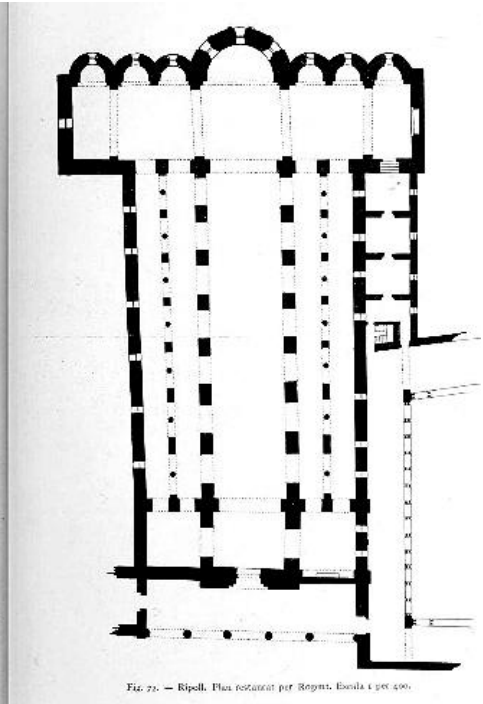 Fig. 72. — Ripoll. Plan restaurat per Rogent. Escala 1 per 400.